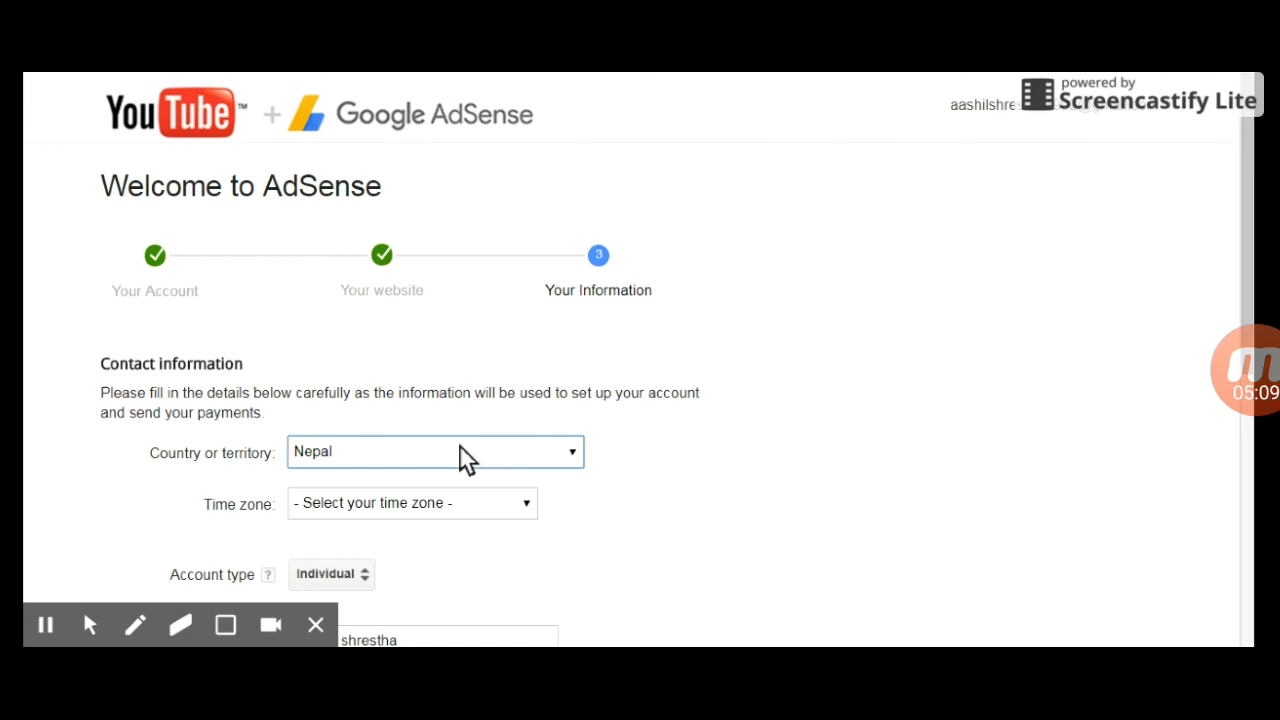 YouTube™ + Google AdSense
powered by
Screencastify Lite
Welcome to AdSense
3
Your Account Your website Your Information
Contact information
Please fill in the details below carefully as the information will be used to set up your account
and send your payments.
Country or territory: Nepal
Time zone: - Select your time zone -
Account type ? Individual
shrestha
05:09